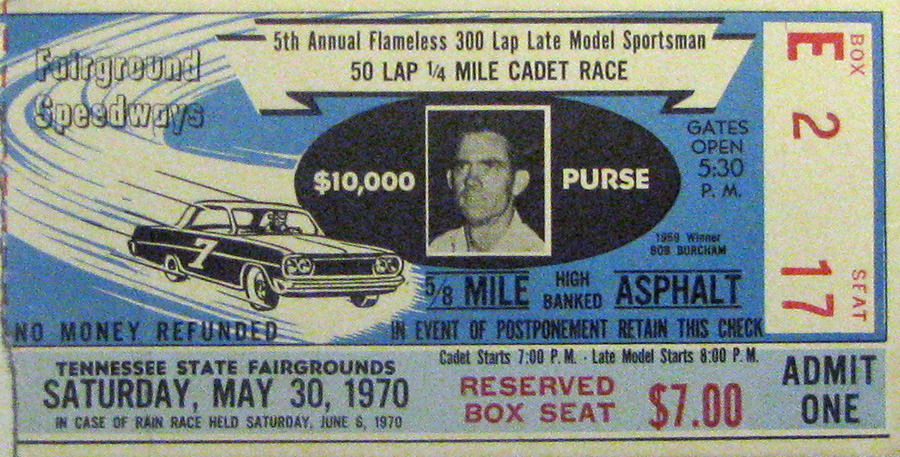 Fairground
Speedways
5th Annual Flameless 300 Lap Late Model Sportsman
50 LAP 1/4 MILE CADET RACE
$10,000
PURSE
GATES
OPEN
5:30
P. M.
1969 Winner
BOB BURCHAM
7
5/8 MILE HIGH BANKED ASPHALT
NO MONEY REFUNDED
IN EVENT OF POSTPONEMENT RETAIN THIS CHECK
BOX
E
2
17
SEAT
TENNESSEE STATE FAIRGROUNDS
SATURDAY, MAY 30, 1970
IN CASE OF RAIN RACE HELD SATURDAY, JUNE 6, 1970
Cadet Starts 7:00 P. M. - Late Model Starts 8:00 P. M.
RESERVED
BOX SEAT
$7.00
ADMIT
ONE